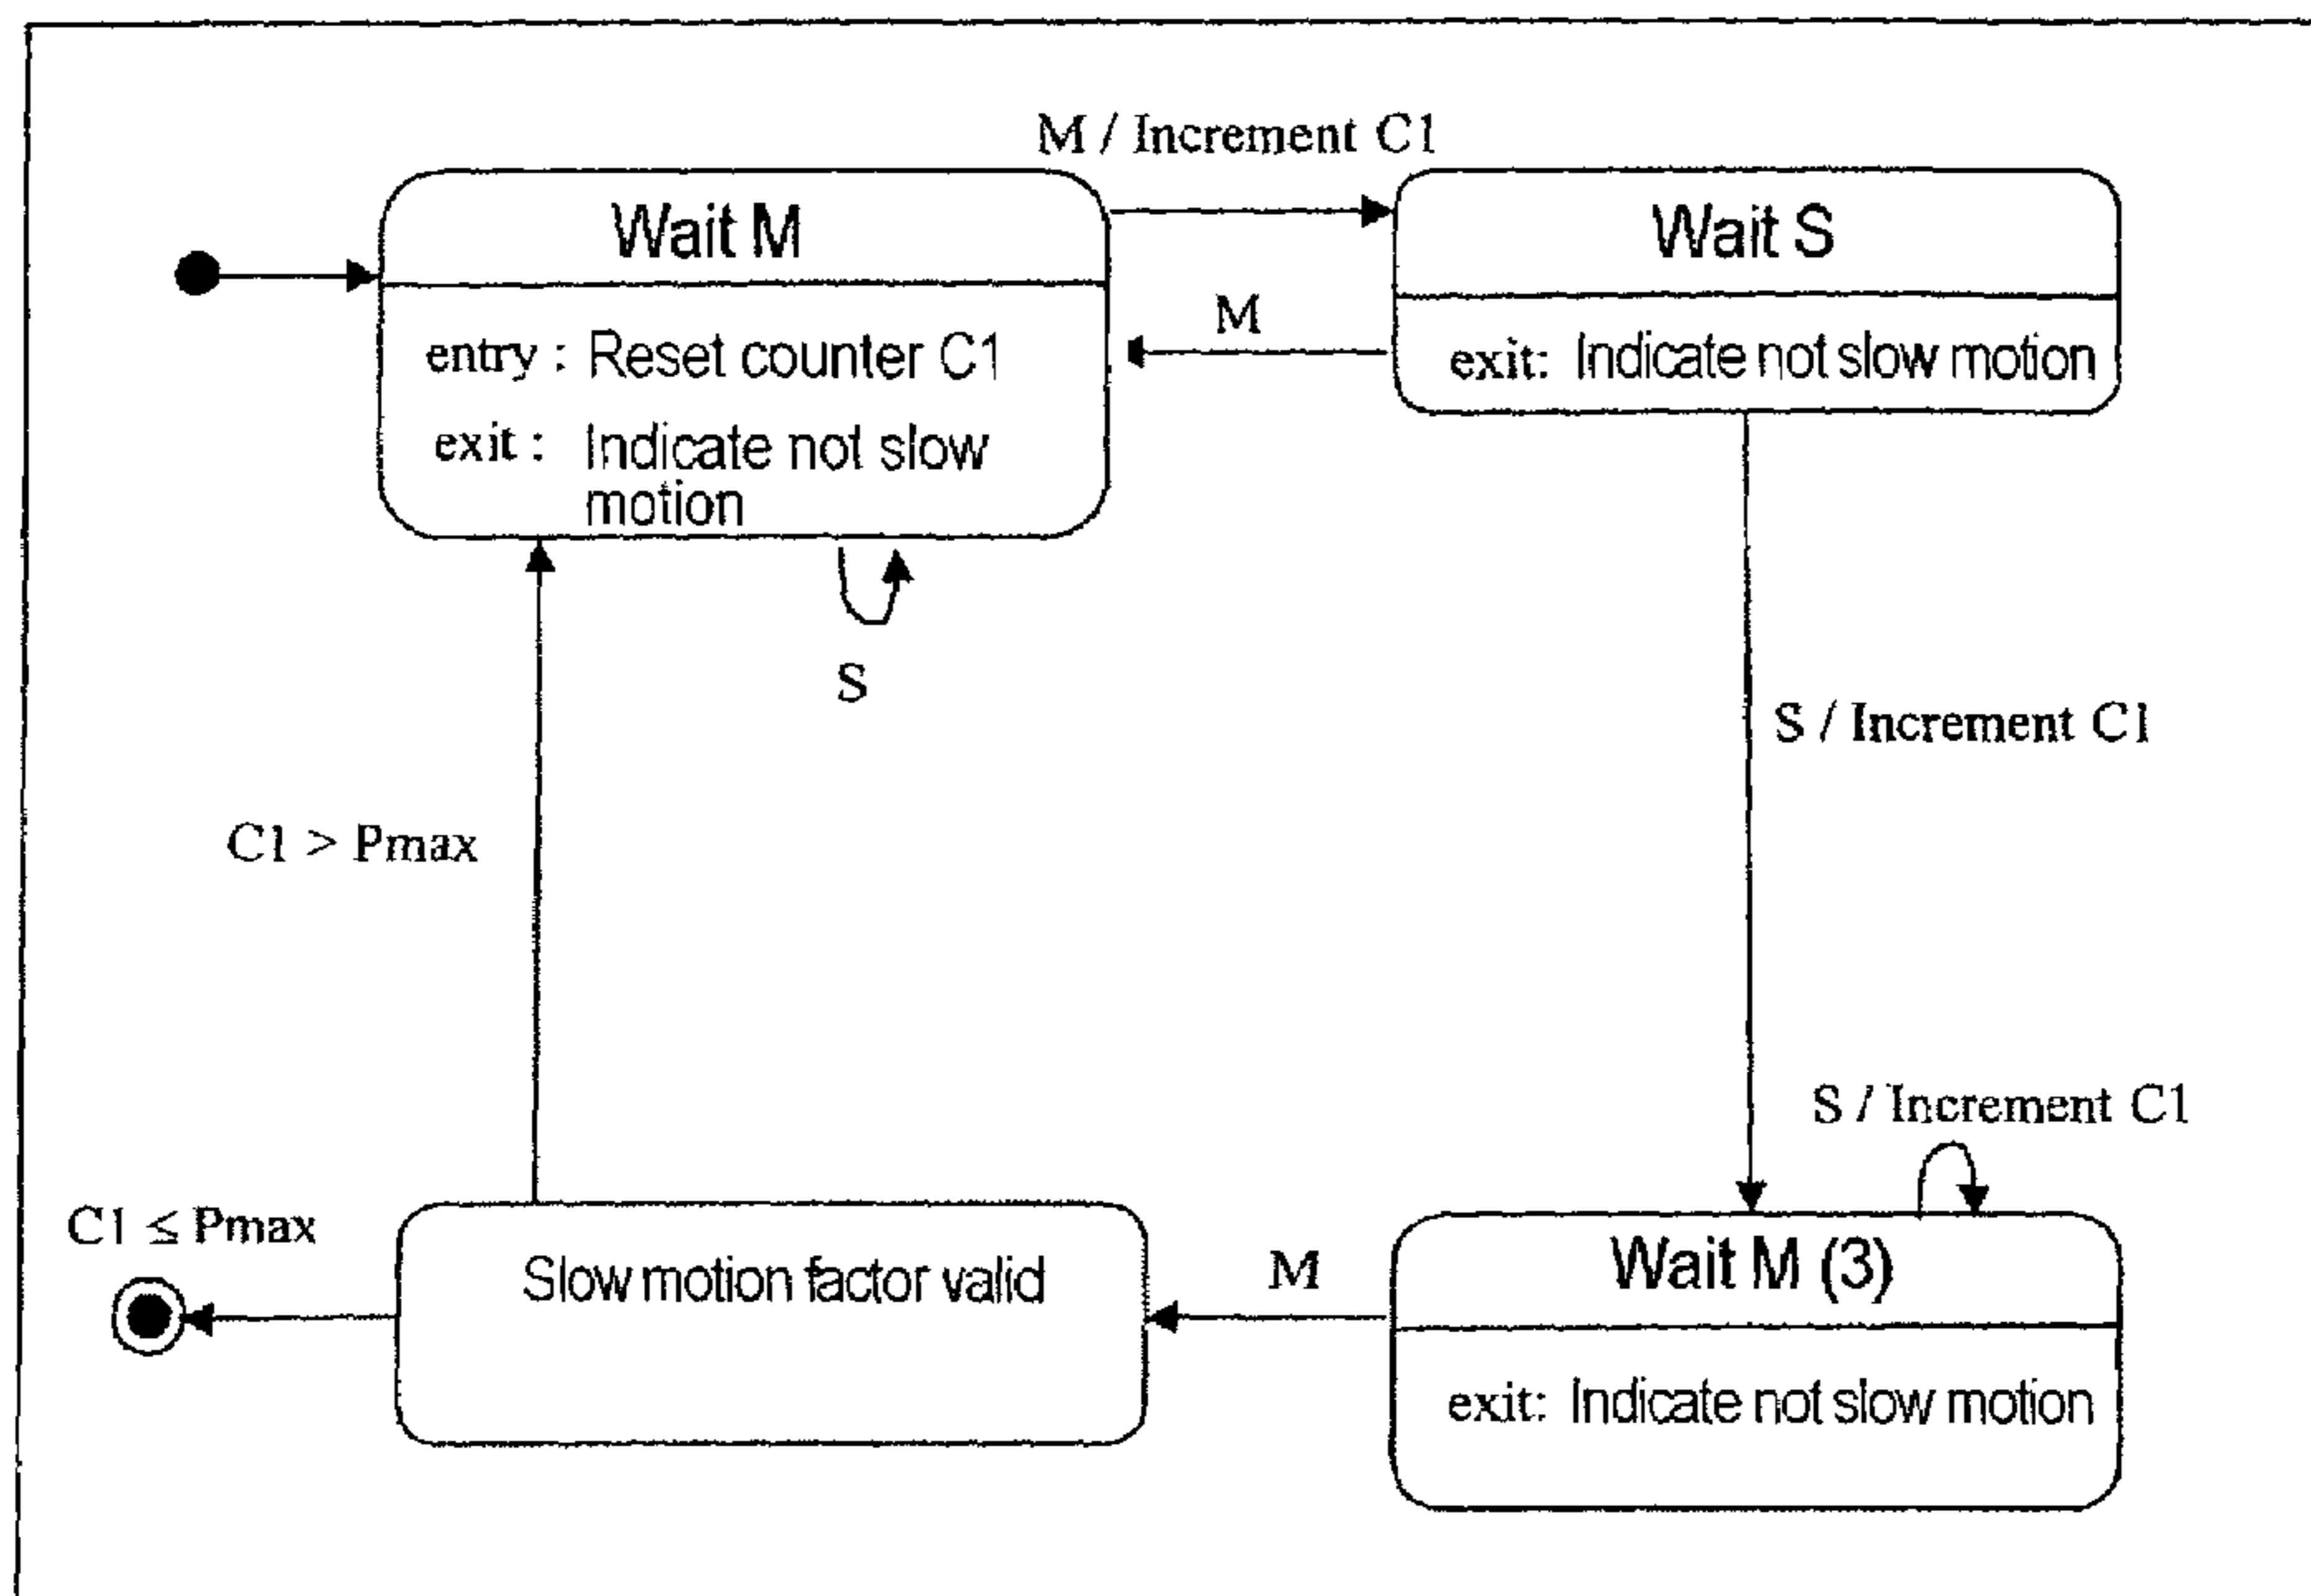 M / Increment C1
Wait M
Wait S
entry : Reset counter C1
exit : Indicate not slow
motion
M
exit: Indicate not slow motion
S
S / Increment C1
C1 > Pmax
S / Increment C1
C1 ≤ Pmax
Slow motion factor valid
M
Wait M (3)
exit: Indicate not slow motion